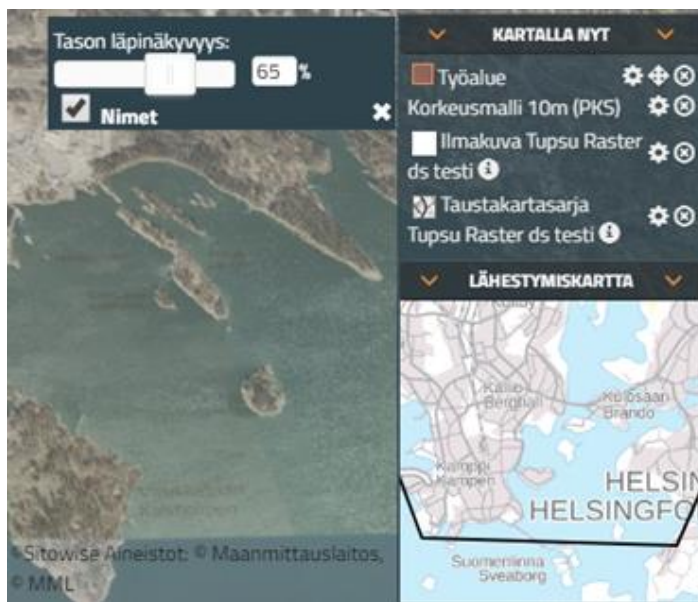 Tason läpinäkyvyys:
65 %
Nimet
KARTALLA NYT
Työalue
Korkeusmalli 10m (PKS)
Ilmakuva Tupsu Raster
ds testi
Taustakartasarja
Tupsu Raster ds testi
LÄHESTYMISKARTTA
Kallio
Berghäll
Kulosaari
Brändö
Kamppi
Kampen
HELSIN
HELSINGFO
Suomenlinna
Sveaborg
Sitowise Aineistot: © Maanmittauslaitos,
© MML